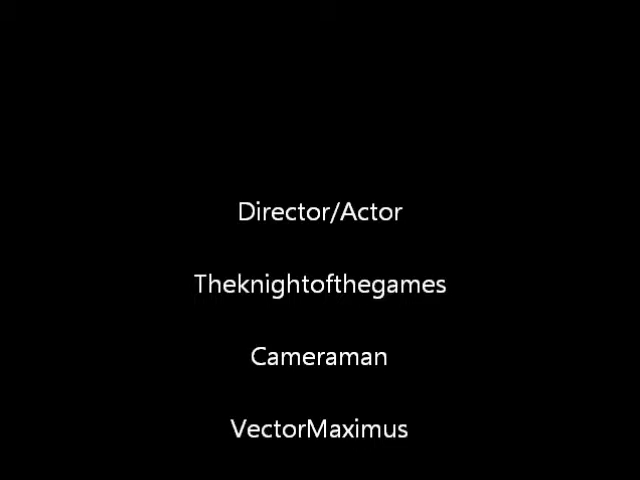 Director/Actor
Theknightofthegames
Cameraman
VectorMaximus